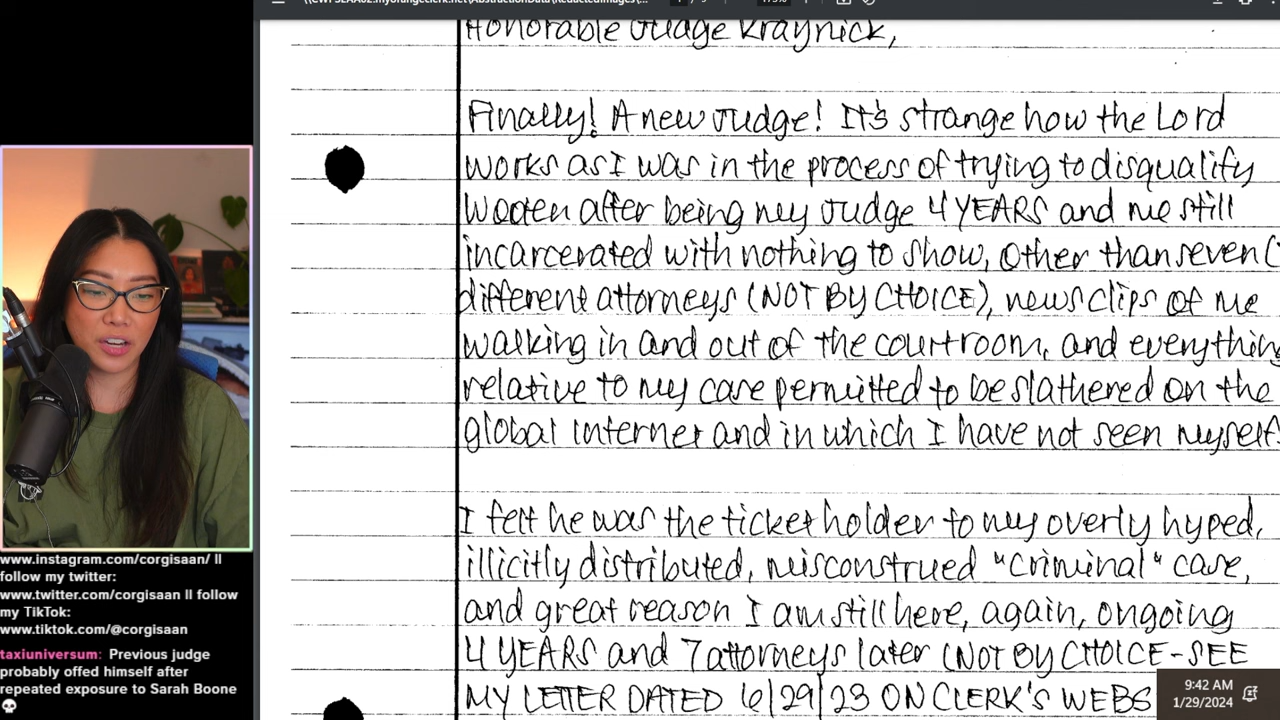 Honorable Judge Kraynick,
Finally! A new Judge! It's strange how the Lord
works as I was in the process of trying to disqualify
Wooten after being my Judge 4 YEARS and me still
incarcerated with nothing to show, other than seven (
different attorneys (NOT BY CHOICE), news clips of me
walking in and out of the courtroom, and everything
relative to my case permitted to be slathered on the
global internet and in which I have not seen myself.
I felt he was the ticket holder to my overly hyped,
illicitly distributed, misconstrued "criminal" case,
and great reason I am still here, again, ongoing
4 YEARS and 7 attorneys later (NOT BY CHOICE-SEE
MY LETTER DATED 6/29/23 ON CLERK'S WEBS
www.instagram.com/corgisaan/ ll
follow my twitter:
www.twitter.com/corgisaan ll follow
my TikTok:
www.tiktok.com/@corgisaan
taxiuniversum: Previous judge
probably offed himself after
repeated exposure to Sarah Boone
9:42 AM
1/29/2024